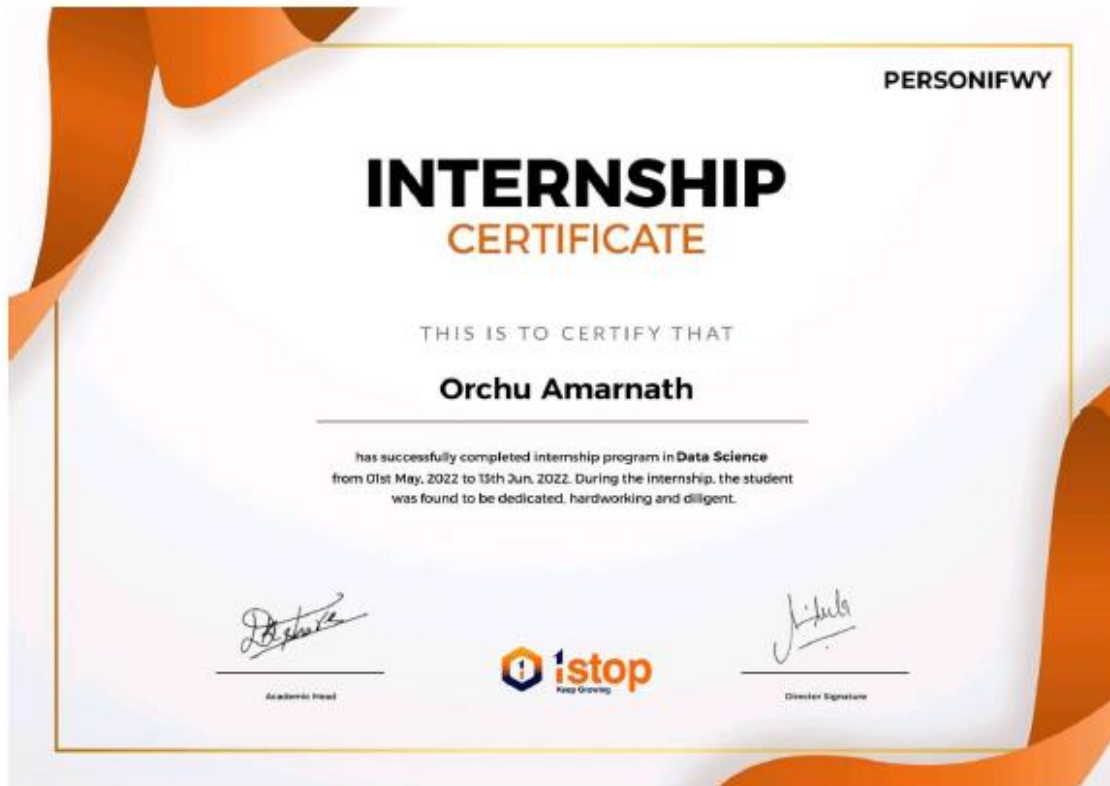 PERSONIFWY
INTERNSHIP
CERTIFICATE
THIS IS TO CERTIFY THAT
Orchu Amarnath
has successfully completed internship program in Data Science
from 01st May, 2022 to 13th Jun, 2022. During the internship, the student
was found to be dedicated, hardworking and diligent.
1stop
Keep Growing
Academic Head
Director Signature